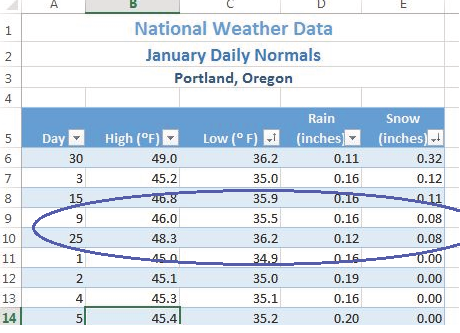 A B C D E
1 National Weather Data
2 January Daily Normals
3 Portland, Oregon
4
Rain Snow
5 Day High (ºF) Low (º F) (inches) (inches)
6 30 49.0 36.2 0.11 0.32
7 3 45.2 35.0 0.16 0.12
8 15 46.8 35.9 0.16 0.11
9 9 46.0 35.5 0.16 0.08
10 25 48.3 36.2 0.12 0.08
11 1 45.0 34.9 0.16 0.00
12 2 45.1 35.0 0.19 0.00
13 4 45.3 35.1 0.16 0.00
14 5 45.4 35.2 0.20 0.00